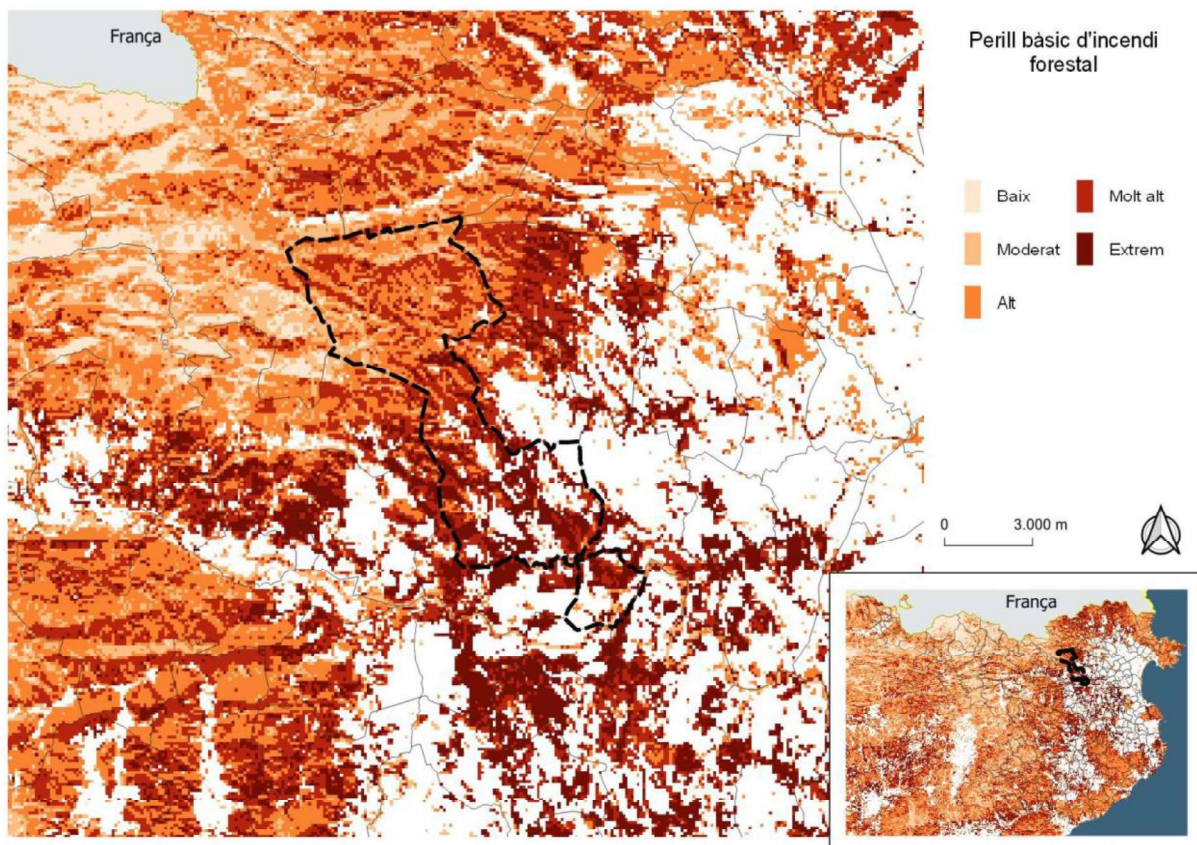 França
Perill bàsic d'incendi
forestal
Baix
Molt alt
Moderat
Extrem
Alt
0
3.000 m
França